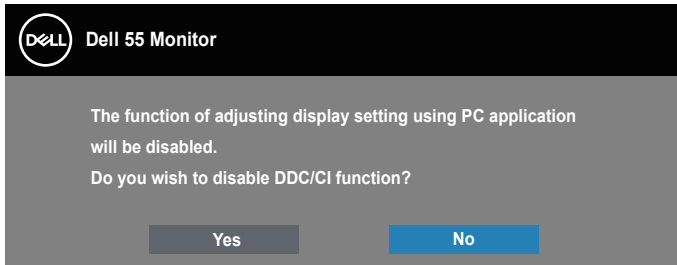 DELL Dell 55 Monitor
The function of adjusting display setting using PC application
will be disabled.
Do you wish to disable DDC/CI function?
Yes No